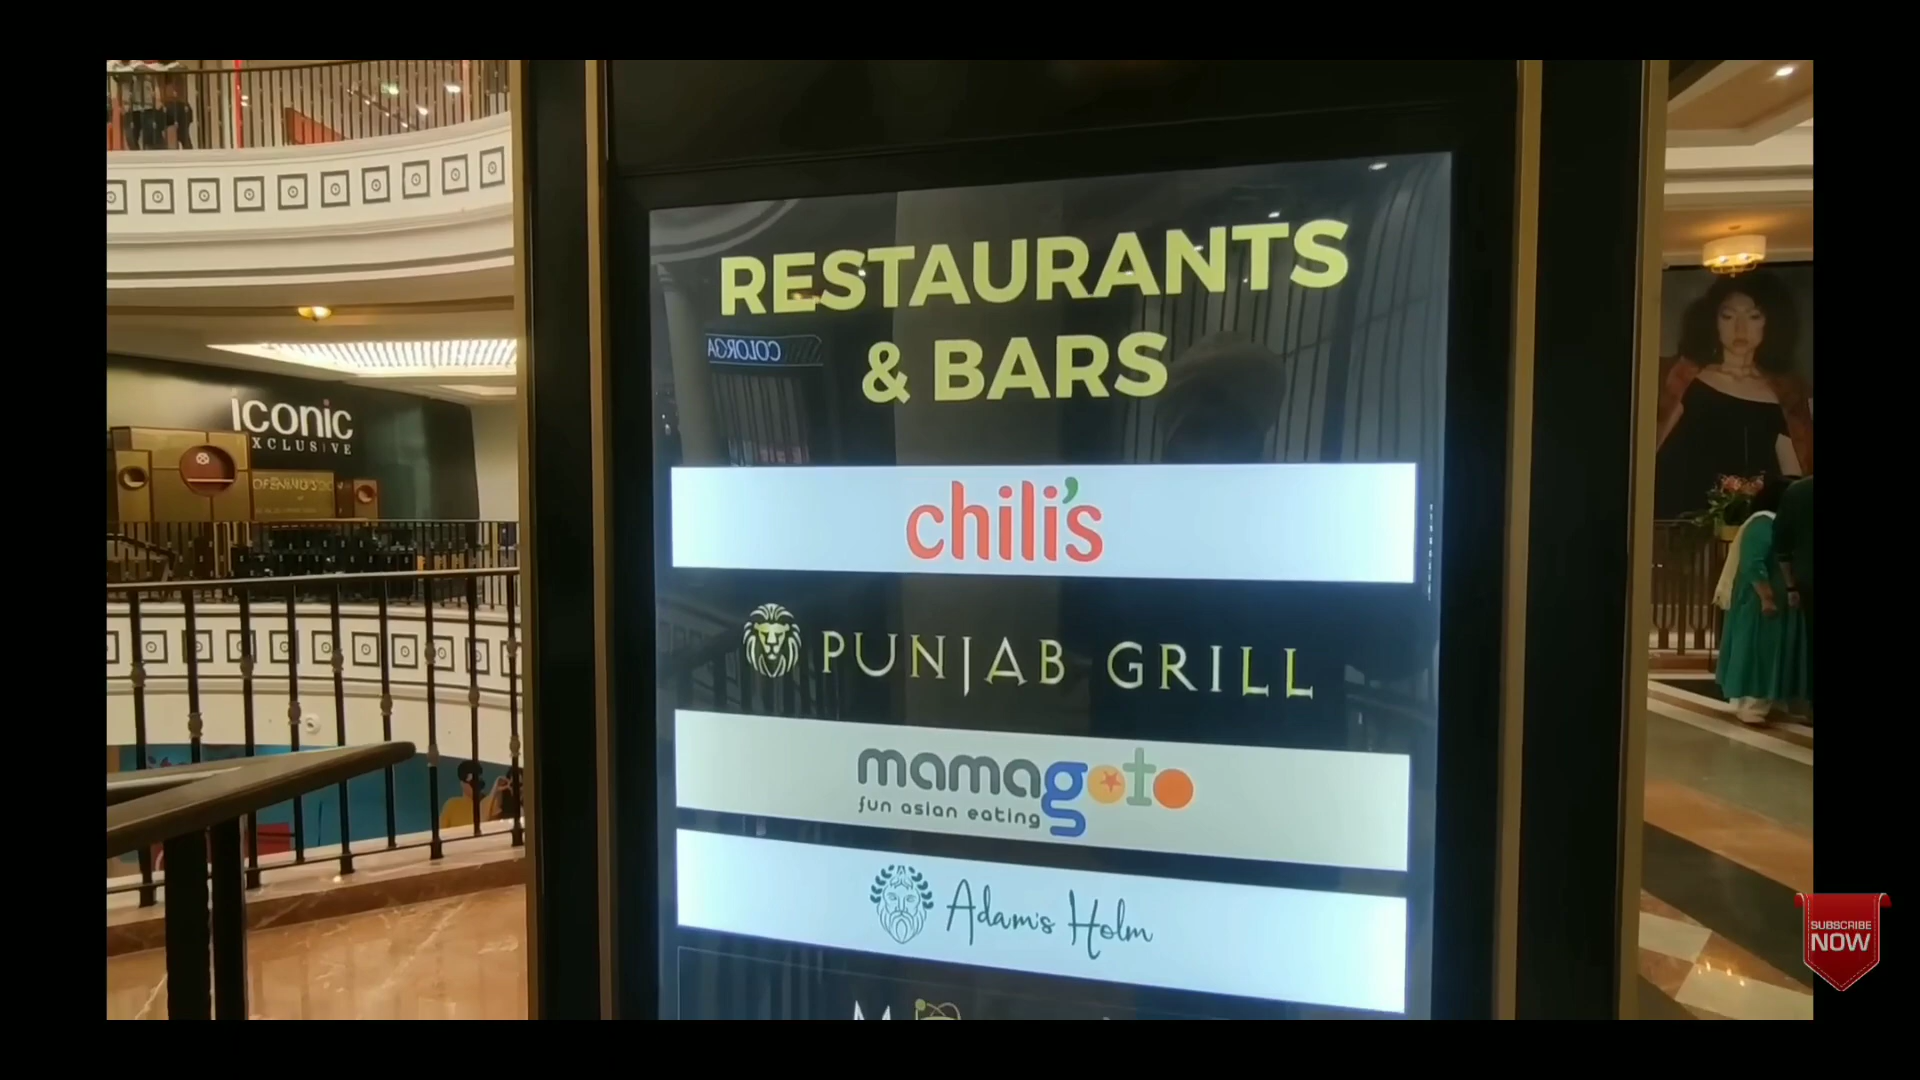 RESTAURANTS
& BARS
chili's
PUNJAB GRILL
mamagoto
fun asian eating
Adam's Holm
iconic
XCLUSIVE
SUBSCRIBE
NOW